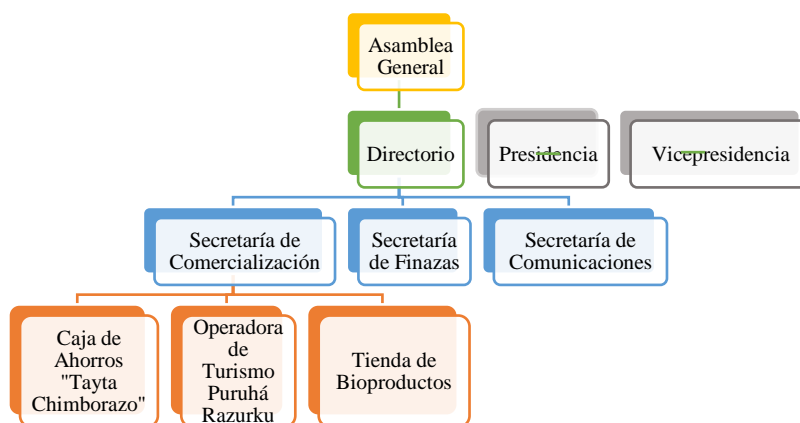 Asamblea
General
Directorio
Presidencia
Vicepresidencia
Secretaría de
Comercialización
Secretaría
de Finazas
Secretaría de
Comunicaciones
Caja de
Ahorros
"Tayta
Chimborazo"
Operadora
de
Turismo
Puruhá
Razurku
Tienda de
Bioproductos